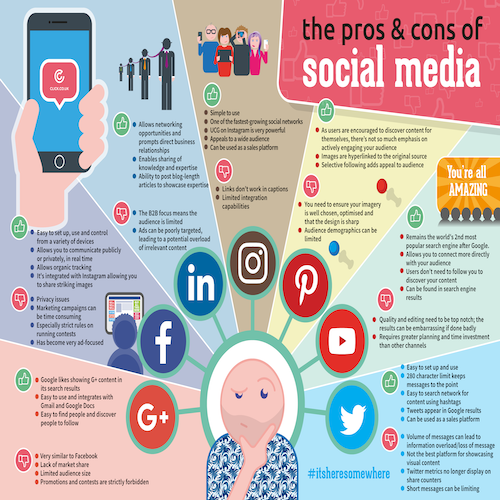 the pros & cons of
social media
CLICK.CO.UK
Allows networking
opportunities and
prompts direct business
relationships
Enables sharing of
knowledge and expertise
Ability to post blog-length
articles to showcase expertise
The B2B focus means the
audience is limited
Ads can be poorly targeted,
leading to a potential overload
of irrelevant content
Simple to use
One of the fastest-growing social networks
UCG on Instagram is very powerful
Appeals to a wide audience
Can be used as a sales platform
Links don't work in captions
Limited integration
capabilities
As users are encouraged to discover content for
themselves, there's not so much emphasis on
actively engaging your audience
Images are hyperlinked to the original source
Selective following adds appeal to audience
You need to ensure your imagery
is well chosen, optimised and
that the design is sharp
Audience demographics can be
limited
You're all
AMAZING
Remains the world's 2nd most
popular search engine after Google.
Allows you to connect more directly
with your audience
Users don't need to follow you to
discover your content
Can be found in search engine
results
Quality and editing need to be top notch; the
results can be embarrassing if done badly
Requires greater planning and time investment
than other channels
Easy to set up, use and control
from a variety of devices
Allows you to communicate publicly
or privately, in real time
Allows organic tracking
It's integrated with Instagram allowing you
to share striking images
Privacy issues
Marketing campaigns can
be time consuming
Especially strict rules on
running contests
Has become very ad-focused
in
f
G+
Google likes showing G+ content in
its search results
Easy to use and integrates with
Gmail and Google Docs
Easy to find people and discover
people to follow
Very similar to Facebook
Lack of market share
Limited audience size
Promotions and contests are strictly forbidden
Easy to set up and use
280 character limit keeps
messages to the point
Easy to search network for
content using hashtags
Tweets appear in Google results
Can be used as a sales platform
Volume of messages can lead to
information overload/loss of message
Not the best platform for showcasing
visual content
Twitter metrics no longer display on
share counters
Short messages can be limiting
#itsheresomewhere